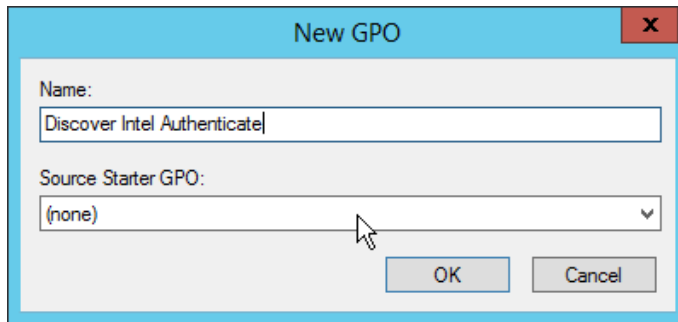 New GPO
x
Name:
Discover Intel Authenticate
Source Starter GPO:
(none)
OK Cancel